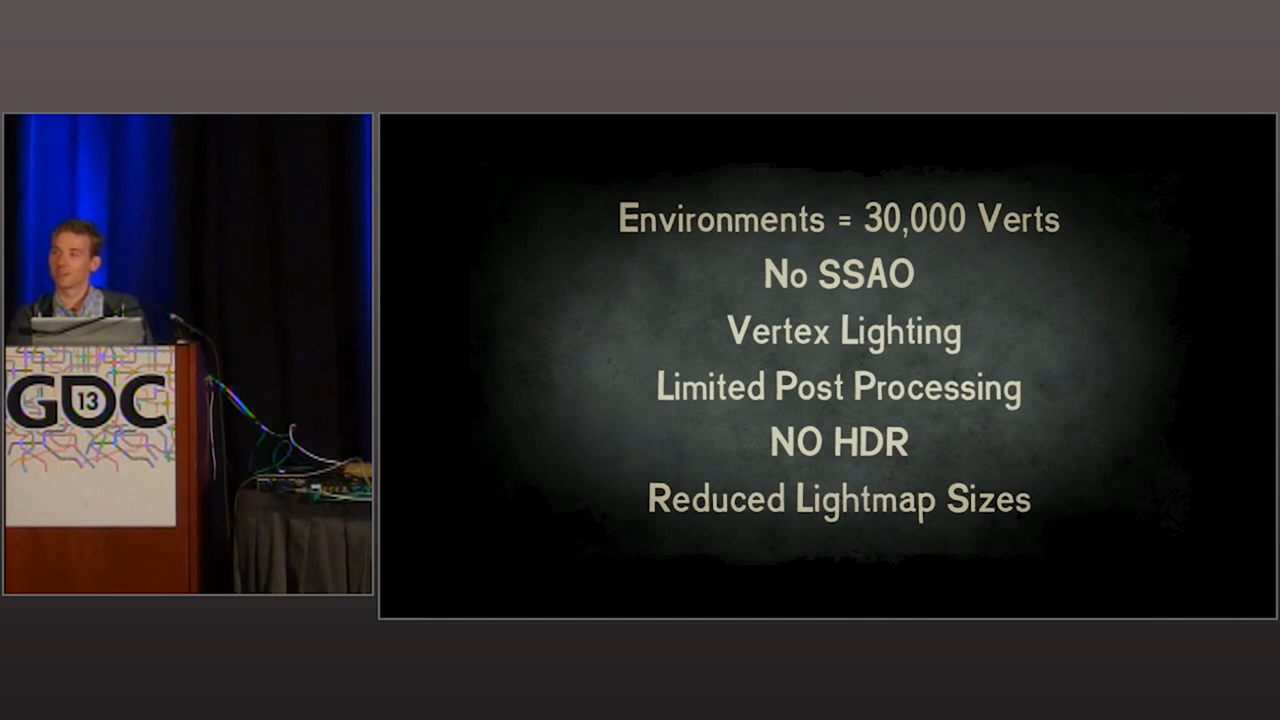 GDC
13
Environments = 30,000 Verts
No SSAO
Vertex Lighting
Limited Post Processing
NO HDR
Reduced Lightmap Sizes